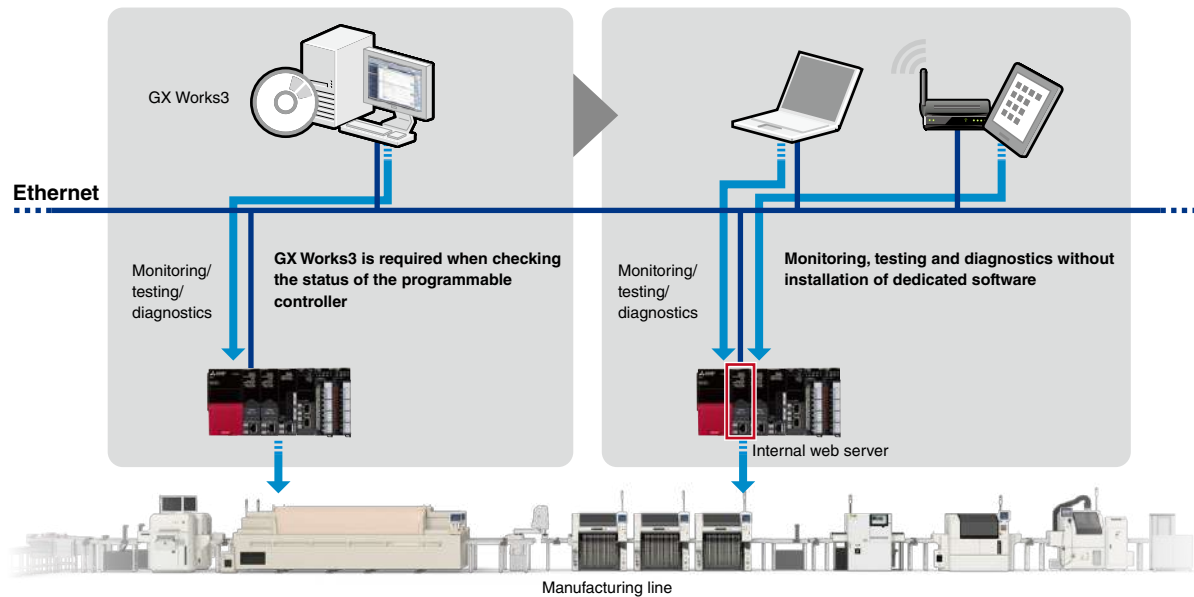 GX Works3
Ethernet
Monitoring/
testing/
diagnostics
GX Works3 is required when checking
the status of the programmable
controller
Monitoring/
testing/
diagnostics
Monitoring, testing and diagnostics without
installation of dedicated software
Internal web server
Manufacturing line